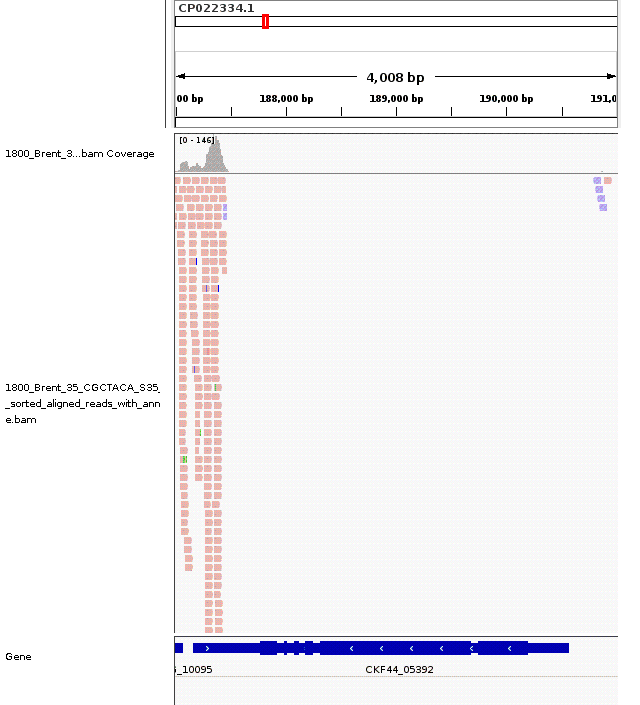 CP022334.1
4,008 bp
00 bp
188,000 bp
189,000 bp
190,000 bp
191,0
[0 - 146]
1800_Brent_3...bam Coverage
1800_Brent_35_CGCTACA_S35_
_sorted_aligned_reads_with_ann
e.bam
Gene
_10095
CKF44_05392